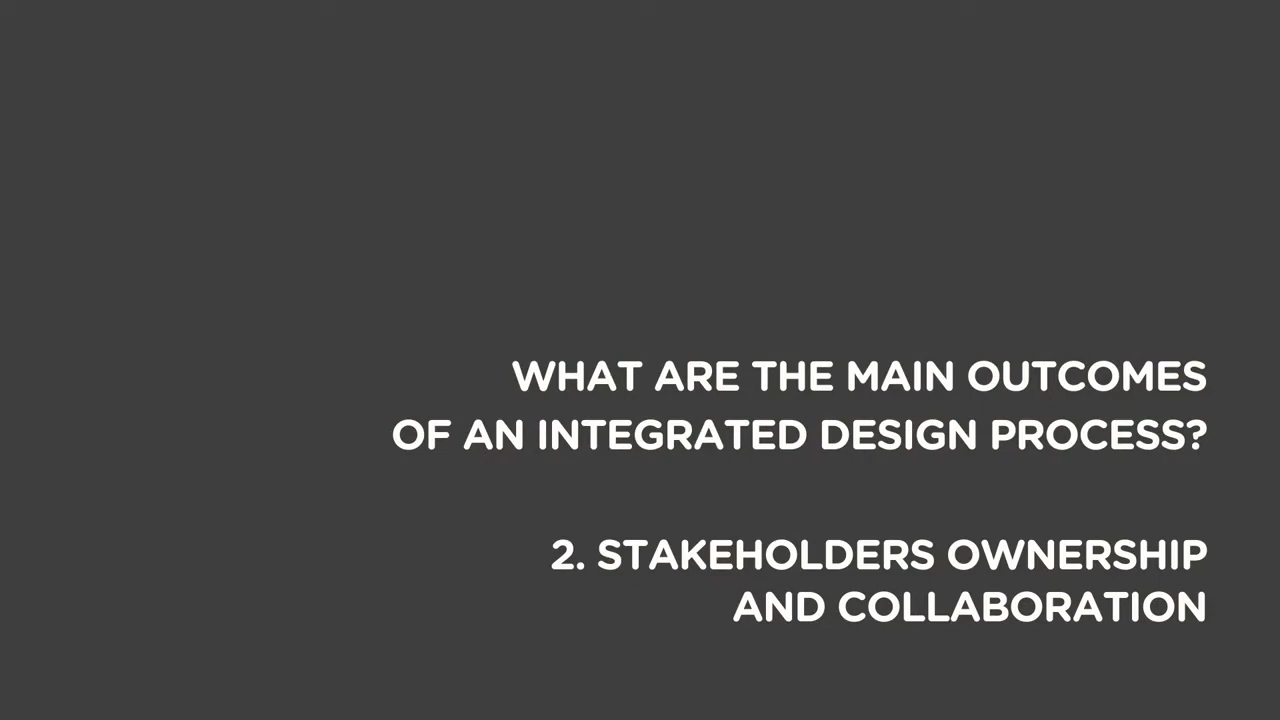 WHAT ARE THE MAIN OUTCOMES
OF AN INTEGRATED DESIGN PROCESS?
2. STAKEHOLDERS OWNERSHIP
AND COLLABORATION